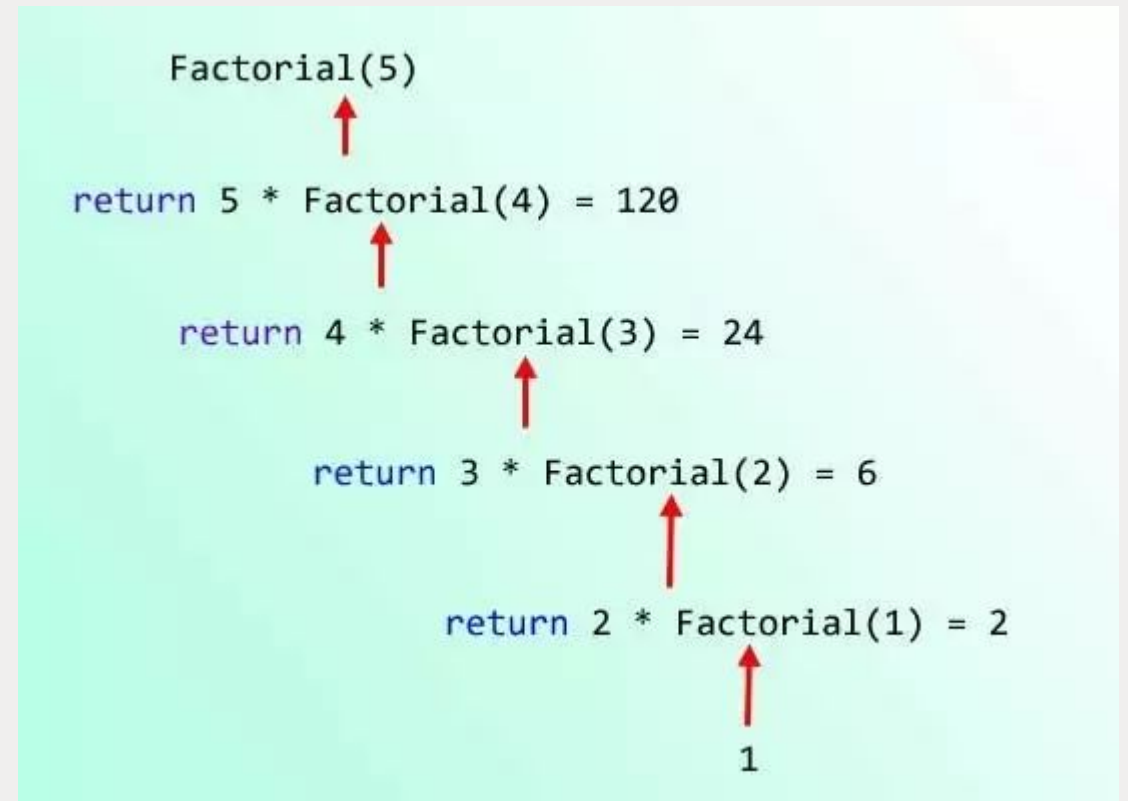 Factorial(5)
return 5 * Factorial(4) = 120
return 4 * Factorial(3) = 24
return 3 * Factorial(2) = 6
return 2 * Factorial(1) = 2
1